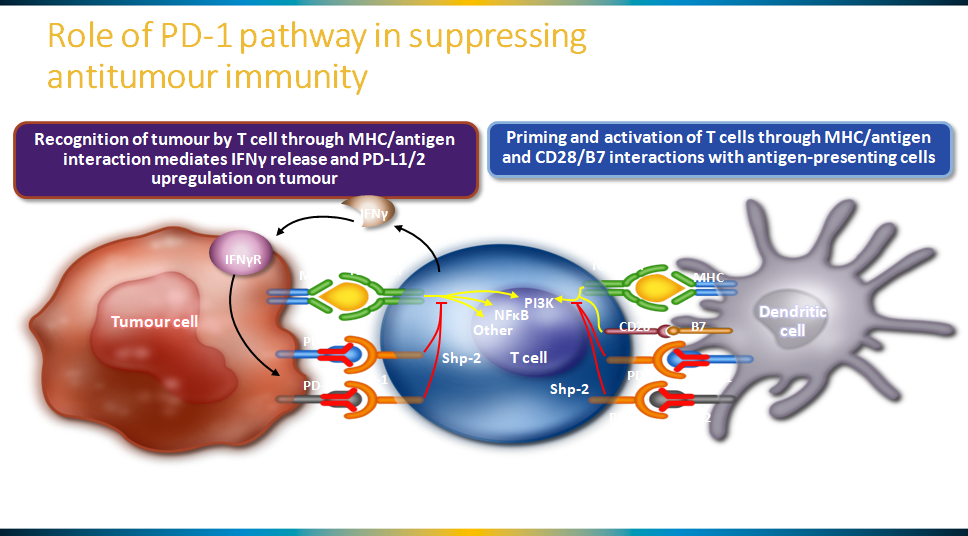 Role of PD-1 pathway in suppressing
antitumour immunity
Recognition of tumour by T cell through MHC/antigen
interaction mediates IFNγ release and PD-L1/2
upregulation on tumour
Priming and activation of T cells through MHC/antigen
and CD28/B7 interactions with antigen-presenting cells
IFNγ
IFNγR
MHC
PI3K
NFκB
Other
CD28
B7
Dendritic
cell
Tumour cell
T cell
Shp-2
Shp-2